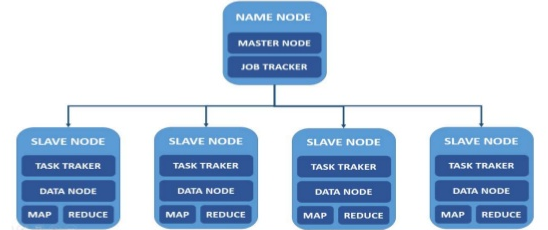 NAME NODE
MASTER NODE
JOB TRACKER
SLAVE NODE
TASK TRAKER
DATA NODE
MAP REDUCE
SLAVE NODE
TASK TRAKER
DATA NODE
MAP REDUCE
SLAVE NODE
TASK TRAKER
DATA NODE
MAP REDUCE
SLAVE NODE
TASK TRAKER
DATA NODE
MAP REDUCE